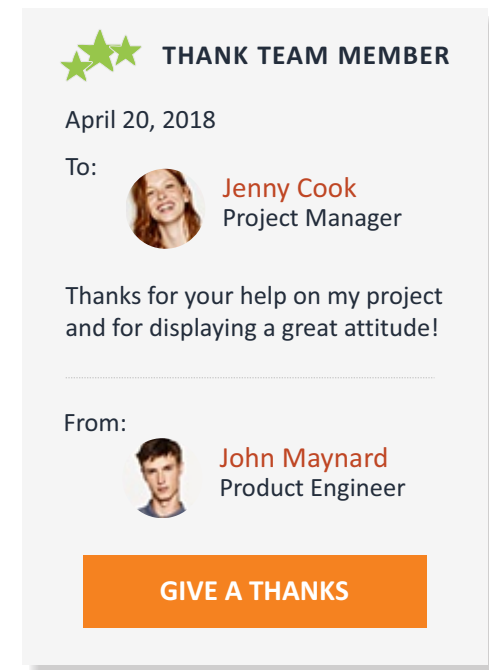 THANK TEAM MEMBER
April 20, 2018
To:
Jenny Cook
Project Manager
Thanks for your help on my project
and for displaying a great attitude!
From:
John Maynard
Product Engineer
GIVE A THANKS